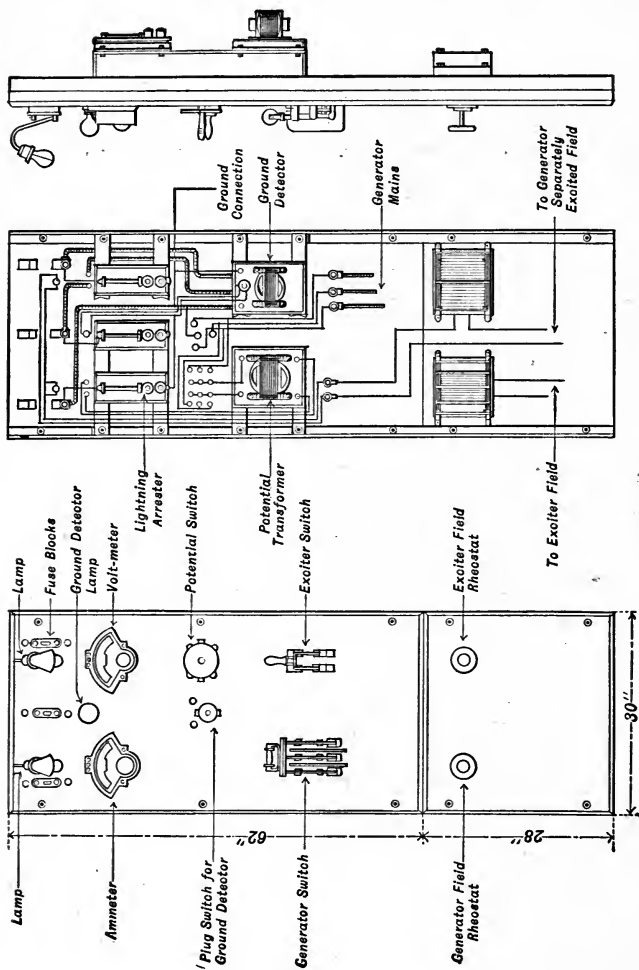 Ground
Connection
Ground
Detector
Generator
Mains
To Generator
Separately
Excited Field
Lightning
Arrester
Potential
Transformer
To Exciter Field
Lamp
Fuse Blocks
Ground Detector
Lamp
Volt-meter
Potential Switch
Exciter Switch
Exciter Field
Rheostat
Lamp
Ammeter
Plug Switch for
Ground Detector
Generator Switch
Generator Field
Rheostat
62"
28"
30"